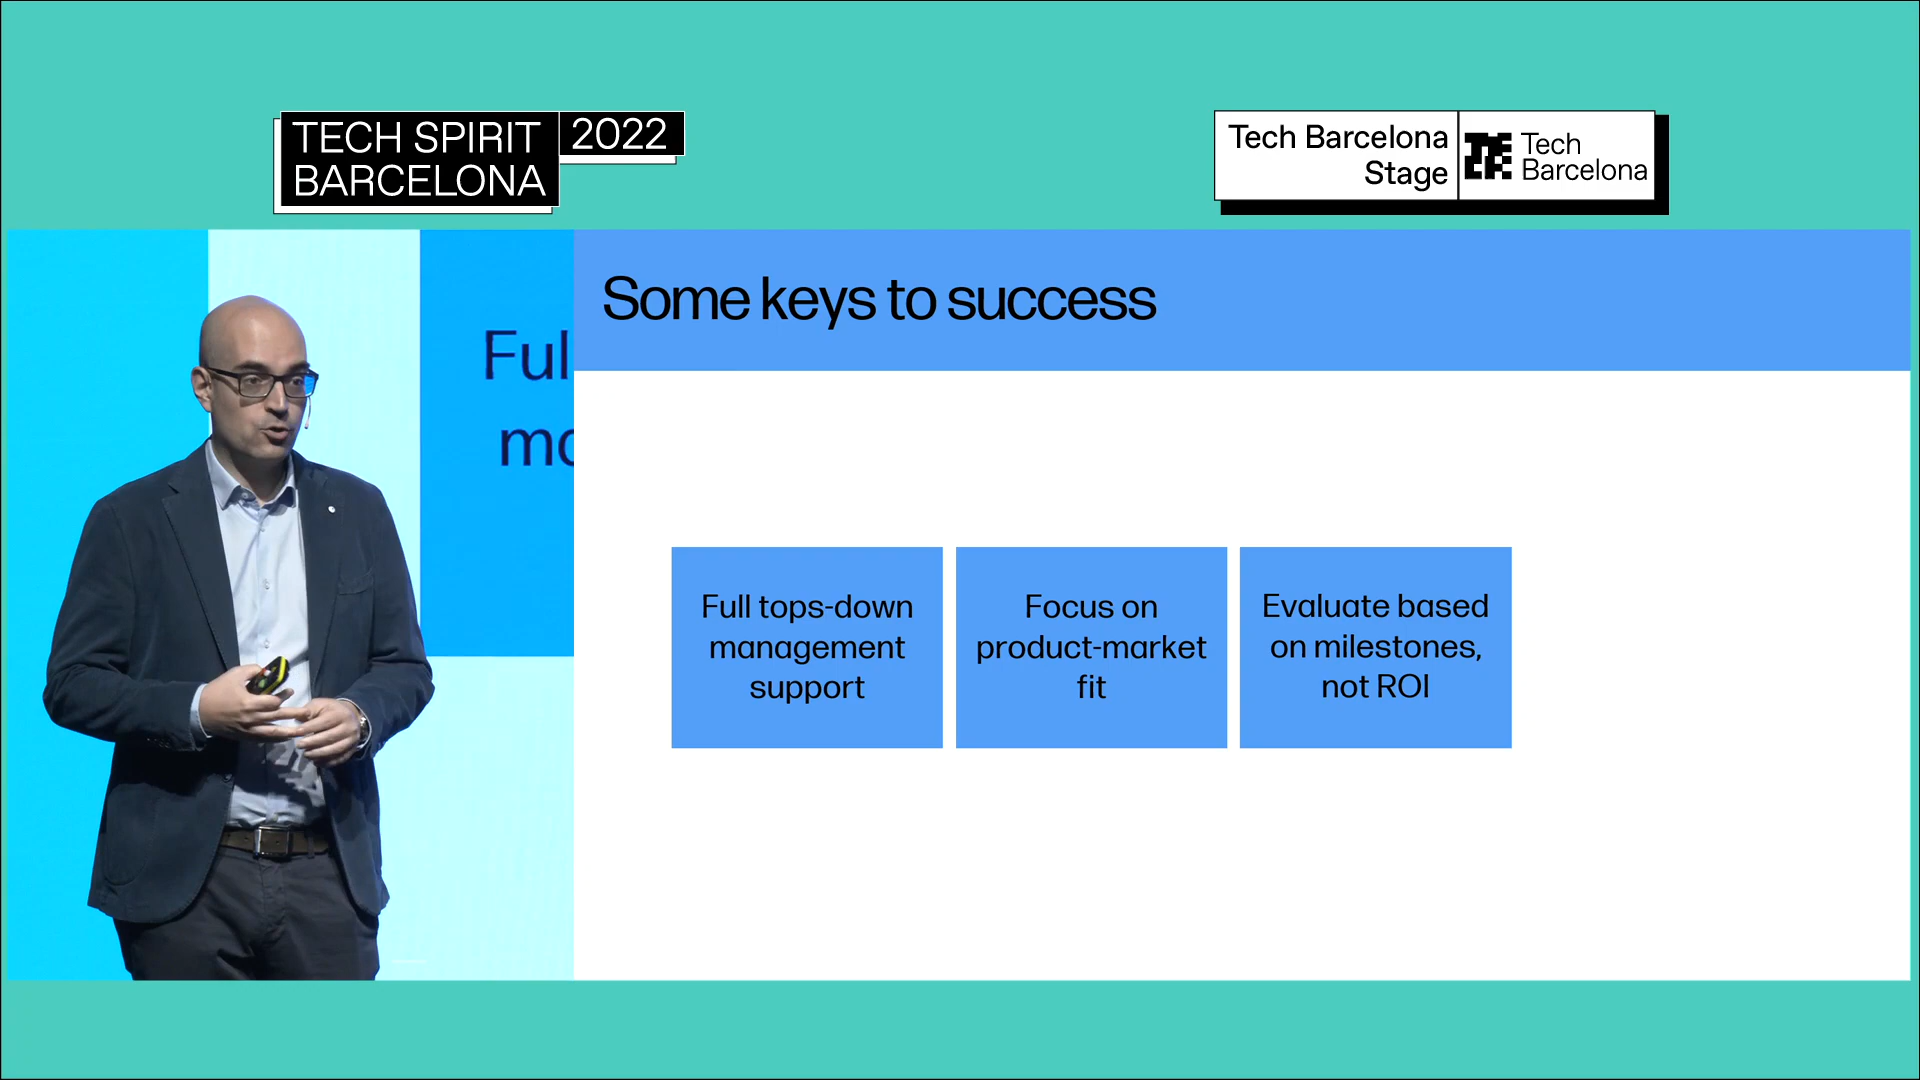 TECH SPIRIT
BARCELONA
2022
Tech Barcelona
Stage
Tech
Barcelona
Ful
mo
Some keys to success
Full tops-down
management
support
Focus on
product-market
fit
Evaluate based
on milestones,
not ROI